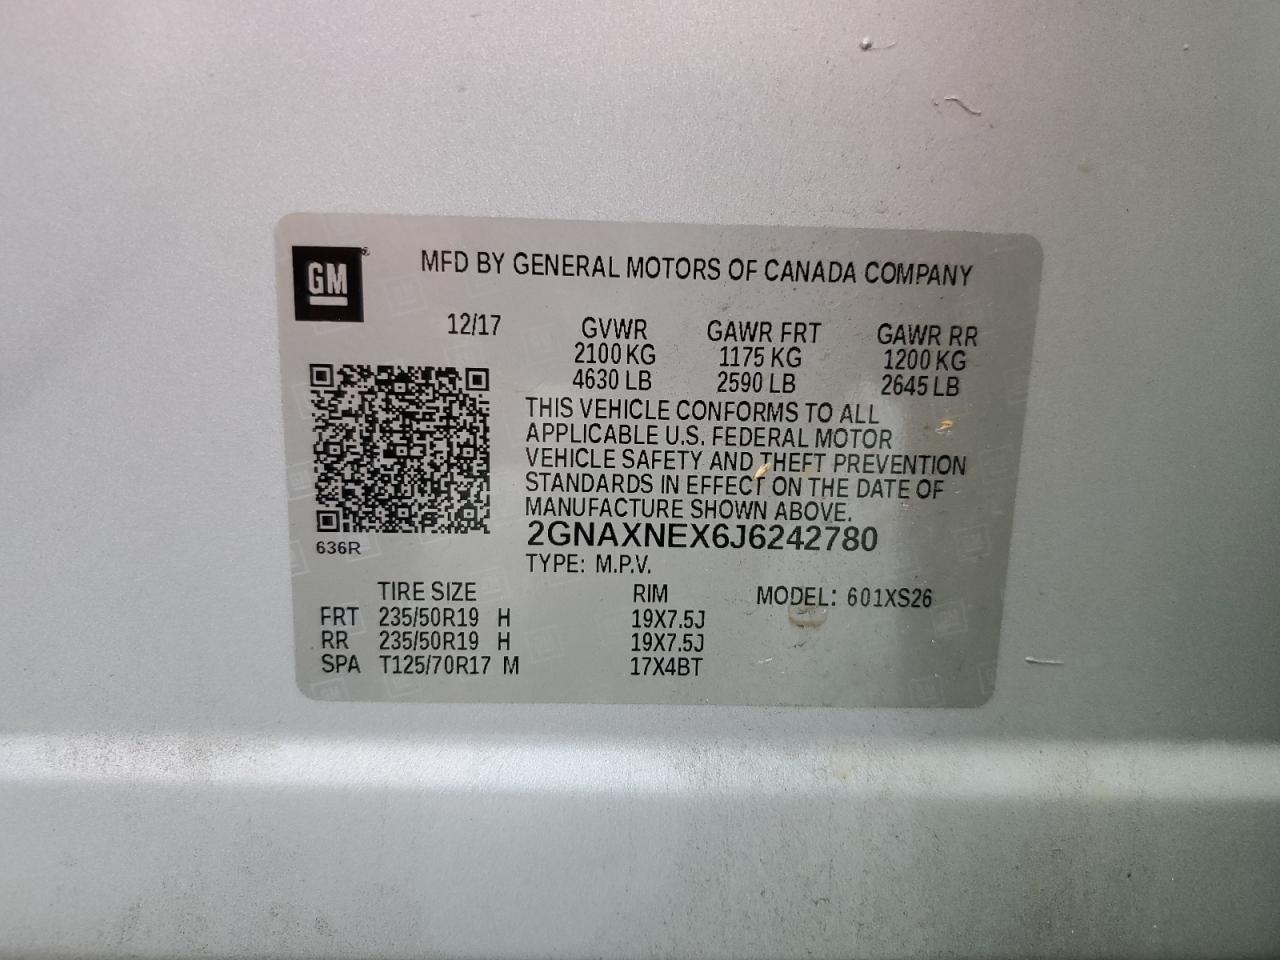 GM
MFD BY GENERAL MOTORS OF CANADA COMPANY
12/17 GVWR GAWR FRT GAWR RR
2100 KG 1175 KG 1200 KG
4630 LB 2590 LB 2645 LB
THIS VEHICLE CONFORMS TO ALL
APPLICABLE U.S. FEDERAL MOTOR
VEHICLE SAFETY AND THEFT PREVENTION
STANDARDS IN EFFECT ON THE DATE OF
MANUFACTURE SHOWN ABOVE.
2GNAXNEX6J6242780
636R
TYPE: M.P.V.
TIRE SIZE RIM MODEL: 601XS26
FRT 235/50R19 H 19X7.5J
RR 235/50R19 H 19X7.5J
SPA T125/70R17 M 17X4BT